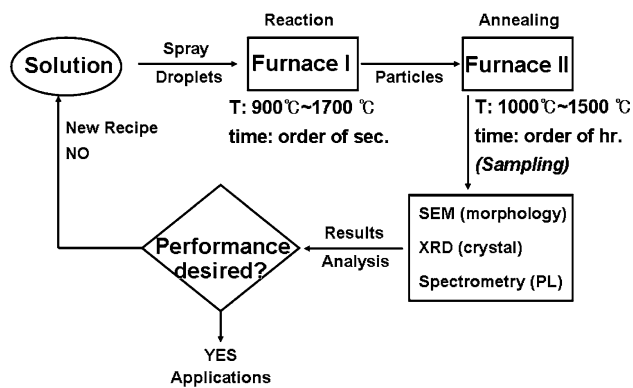 Reaction
Annealing
Solution
Spray
Droplets
Furnace I
Particles
Furnace II
T: 900℃~1700 ℃
time: order of sec.
T: 1000℃~1500 ℃
time: order of hr.
(Sampling)
New Recipe
NO
SEM (morphology)
XRD (crystal)
Spectrometry (PL)
Results
Analysis
Performance
desired?
YES
Applications